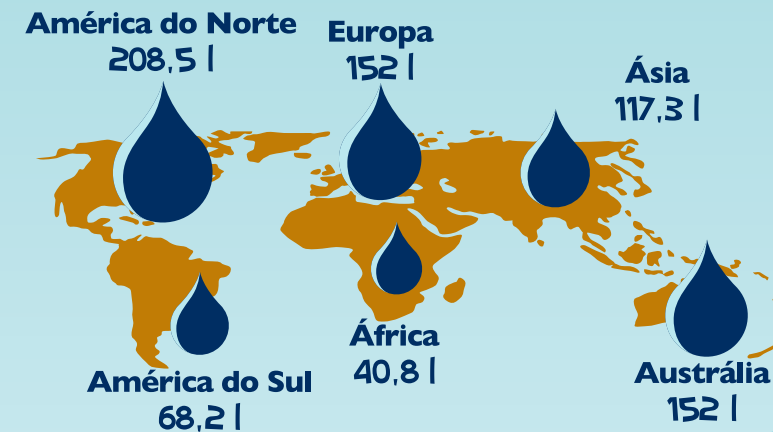 América do Norte
208,5 l
Europa
152 l
Ásia
117,3 l
América do Sul
68,2 l
África
40,8 l
Austrália
152 l